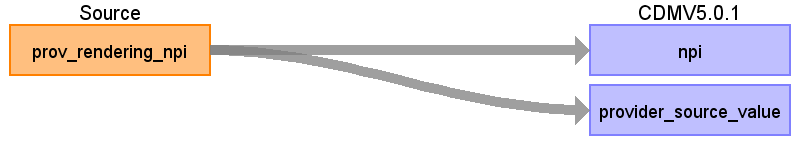 Source
CDMV5.0.1
prov_rendering_npi
npi
provider_source_value